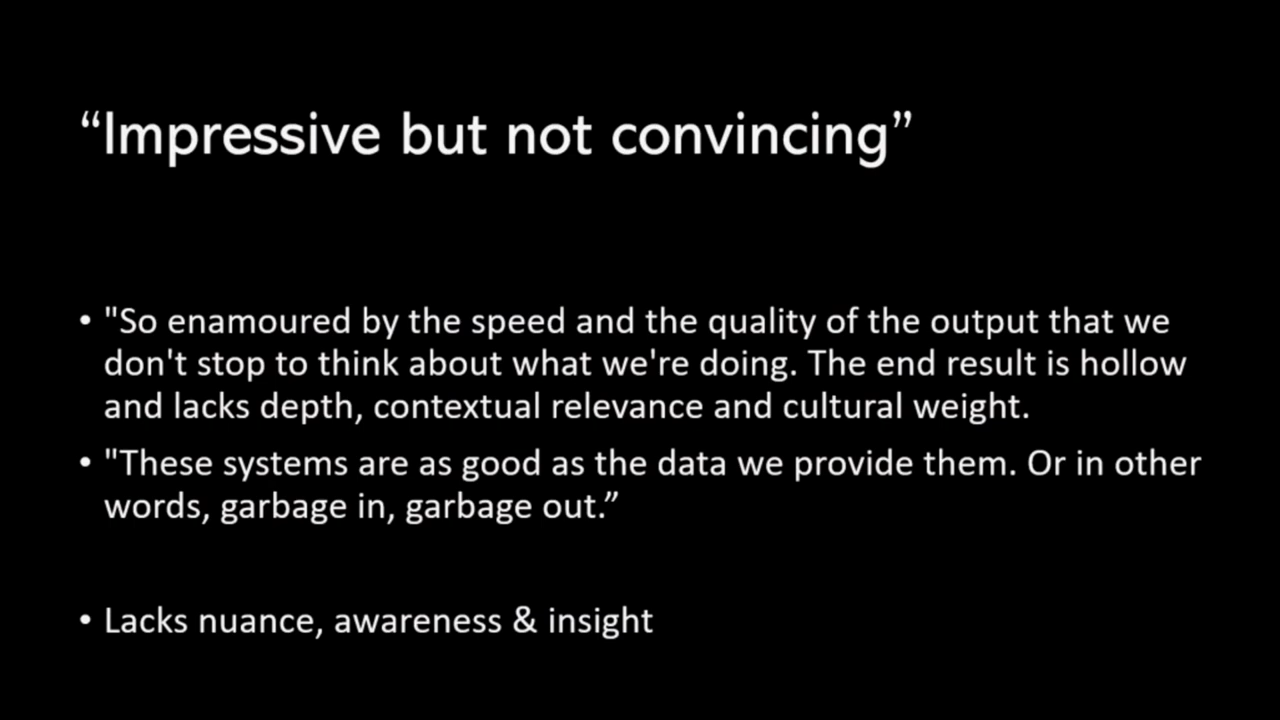 “Impressive but not convincing”
• "So enamoured by the speed and the quality of the output that we
don't stop to think about what we're doing. The end result is hollow
and lacks depth, contextual relevance and cultural weight.
• "These systems are as good as the data we provide them. Or in other
words, garbage in, garbage out.”
• Lacks nuance, awareness & insight